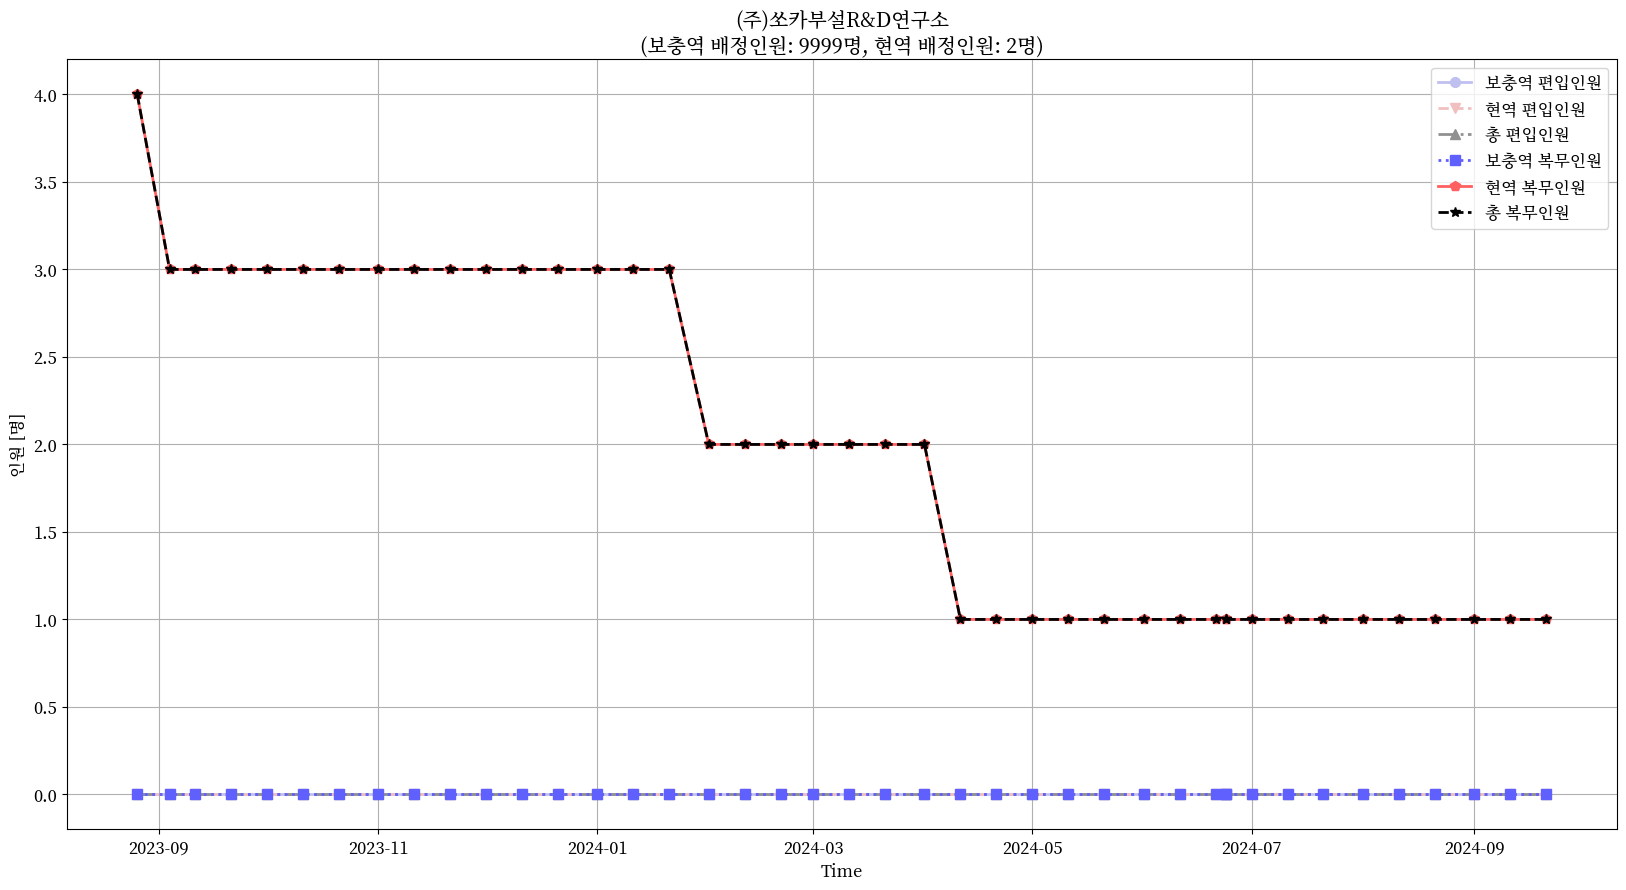 (주)쏘카부설R&D연구소
(보충역 배정인원: 9999명, 현역 배정인원: 2명)
보충역 편입인원
현역 편입인원
총 편입인원
보충역 복무인원
현역 복무인원
총 복무인원
인원 [명]
4.0
3.5
3.0
2.5
2.0
1.5
1.0
0.5
0.0
2023-09
2023-11
2024-01
2024-03
2024-05
2024-07
2024-09
Time